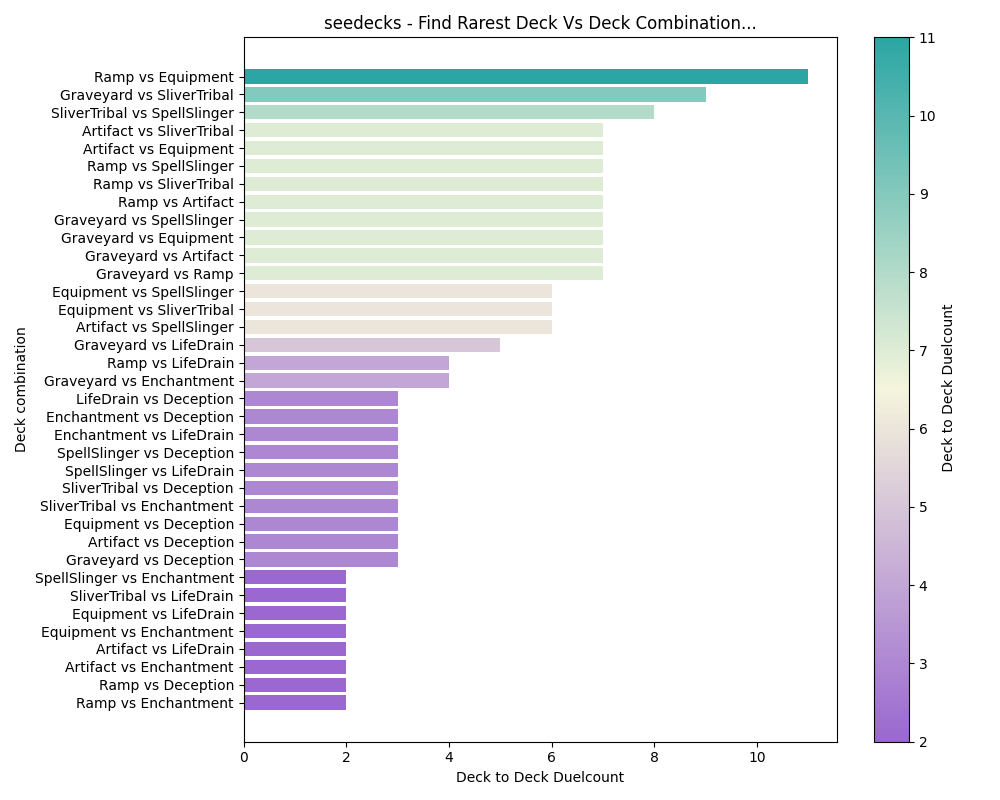 seedecks - Find Rarest Deck Vs Deck Combination...
Deck combination
Ramp vs Equipment
Graveyard vs SliverTribal
SliverTribal vs SpellSlinger
Artifact vs SliverTribal
Artifact vs Equipment
Ramp vs SpellSlinger
Ramp vs SliverTribal
Ramp vs Artifact
Graveyard vs SpellSlinger
Graveyard vs Equipment
Graveyard vs Artifact
Graveyard vs Ramp
Equipment vs SpellSlinger
Equipment vs SliverTribal
Artifact vs SpellSlinger
Graveyard vs LifeDrain
Ramp vs LifeDrain
Graveyard vs Enchantment
LifeDrain vs Deception
Enchantment vs Deception
Enchantment vs LifeDrain
SpellSlinger vs Deception
SpellSlinger vs LifeDrain
SliverTribal vs Deception
SliverTribal vs Enchantment
Equipment vs Deception
Artifact vs Deception
Graveyard vs Deception
SpellSlinger vs Enchantment
SliverTribal vs LifeDrain
Equipment vs LifeDrain
Equipment vs Enchantment
Artifact vs LifeDrain
Artifact vs Enchantment
Ramp vs Deception
Ramp vs Enchantment
0 2 4 6 8 10
Deck to Deck Duelcount
11
10
9
8
7
6
5
4
3
2
Deck to Deck Duelcount